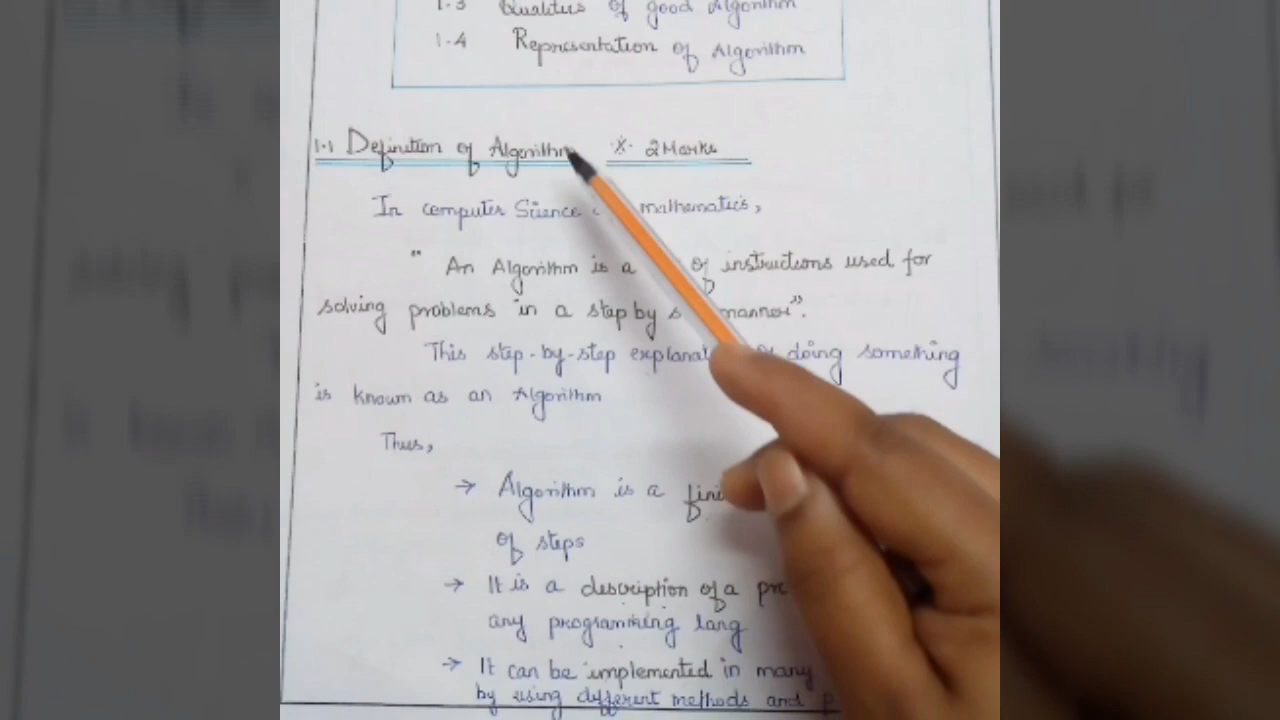 1.3 Qualities of good Algorithm
1.4 Representation of Algorithm
1.1 Definition of Algorithm ※ 2 Marks
In computer Science mathematics,
" An Algorithm is a of instructions used for
solving problems in a step by manner".
This step-by-step of doing something
is known as an Algorithm
Thus,
→ Algorithm is a
of steps
→ It is a description of a
any programming lang
→ It can be implemented in many
by using different methods and